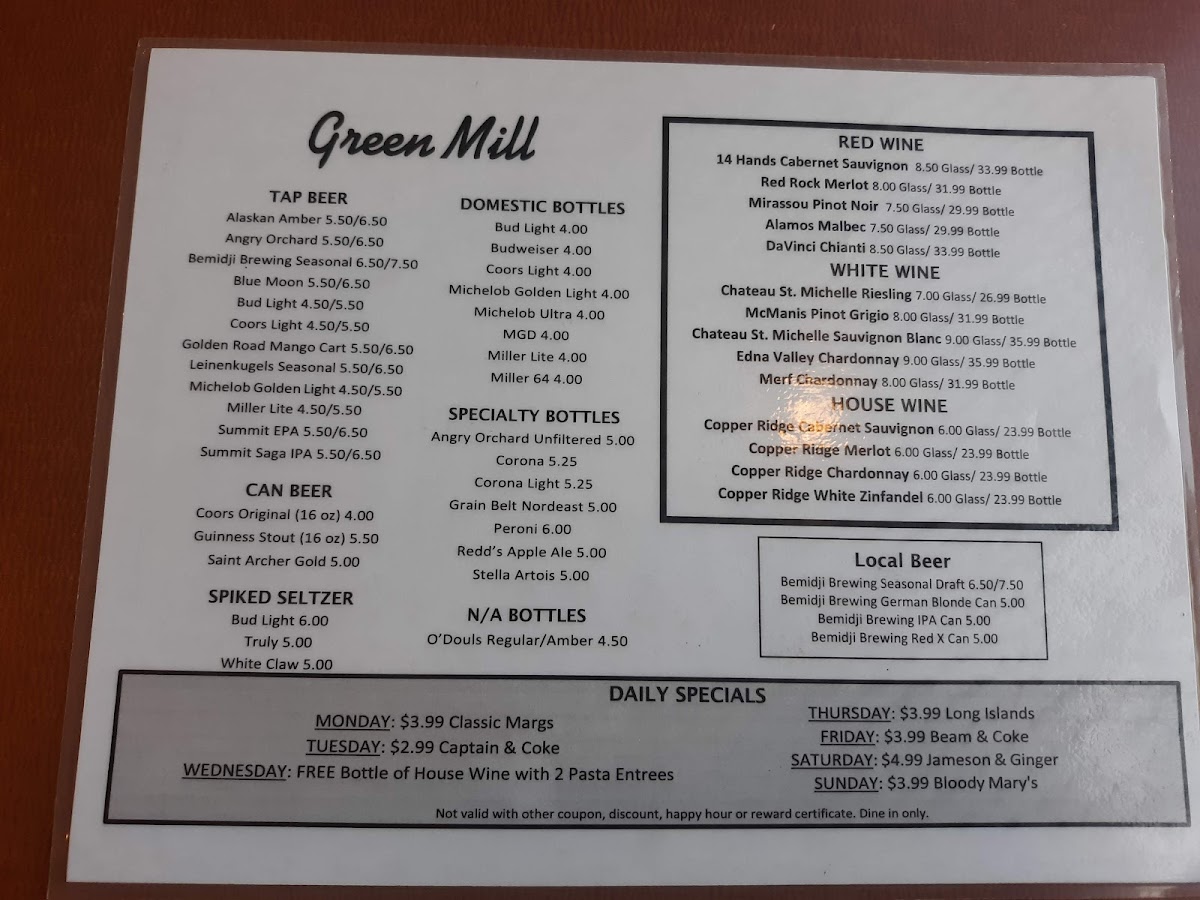 Green Mill
TAP BEER
Alaskan Amber 5.50/6.50
Angry Orchard 5.50/6.50
Bemidji Brewing Seasonal 6.50/7.50
Blue Moon 5.50/6.50
Bud Light 4.50/5.50
Coors Light 4.50/5.50
Golden Road Mango Cart 5.50/6.50
Leinenkugels Seasonal 5.50/6.50
Michelob Golden Light 4.50/5.50
Miller Lite 4.50/5.50
Summit EPA 5.50/6.50
Summit Saga IPA 5.50/6.50
CAN BEER
Coors Original (16 oz) 4.00
Guinness Stout (16 oz) 5.50
Saint Archer Gold 5.00
SPIKED SELTZER
Bud Light 6.00
Truly 5.00
White Claw 5.00
DOMESTIC BOTTLES
Bud Light 4.00
Budweiser 4.00
Coors Light 4.00
Michelob Golden Light 4.00
Michelob Ultra 4.00
MGD 4.00
Miller Lite 4.00
Miller 64 4.00
SPECIALTY BOTTLES
Angry Orchard Unfiltered 5.00
Corona 5.25
Corona Light 5.25
Grain Belt Nordeast 5.00
Peroni 6.00
Redd's Apple Ale 5.00
Stella Artois 5.00
N/A BOTTLES
O'Douls Regular/Amber 4.50
RED WINE
14 Hands Cabernet Sauvignon 8.50 Glass/ 33.99 Bottle
Red Rock Merlot 8.00 Glass/ 31.99 Bottle
Mirassou Pinot Noir 7.50 Glass/ 29.99 Bottle
Alamos Malbec 7.50 Glass/ 29.99 Bottle
DaVinci Chianti 8.50 Glass/ 33.99 Bottle
WHITE WINE
Chateau St. Michelle Riesling 7.00 Glass/ 26.99 Bottle
McManis Pinot Grigio 8.00 Glass/ 31.99 Bottle
Chateau St. Michelle Sauvignon Blanc 9.00 Glass/ 35.99 Bottle
Edna Valley Chardonnay 9.00 Glass/ 35.99 Bottle
Merf Chardonnay 8.00 Glass/ 31.99 Bottle
HOUSE WINE
Copper Ridge Cabernet Sauvignon 6.00 Glass/ 23.99 Bottle
Copper Ridge Merlot 6.00 Glass/ 23.99 Bottle
Copper Ridge Chardonnay 6.00 Glass/ 23.99 Bottle
Copper Ridge White Zinfandel 6.00 Glass/ 23.99 Bottle
Local Beer
Bemidji Brewing Seasonal Draft 6.50/7.50
Bemidji Brewing German Blonde Can 5.00
Bemidji Brewing IPA Can 5.00
Bemidji Brewing Red X Can 5.00
DAILY SPECIALS
MONDAY: $3.99 Classic Margs
TUESDAY: $2.99 Captain & Coke
WEDNESDAY: FREE Bottle of House Wine with 2 Pasta Entrees
THURSDAY: $3.99 Long Islands
FRIDAY: $3.99 Beam & Coke
SATURDAY: $4.99 Jameson & Ginger
SUNDAY: $3.99 Bloody Mary's
Not valid with other coupon, discount, happy hour or reward certificate. Dine in only.